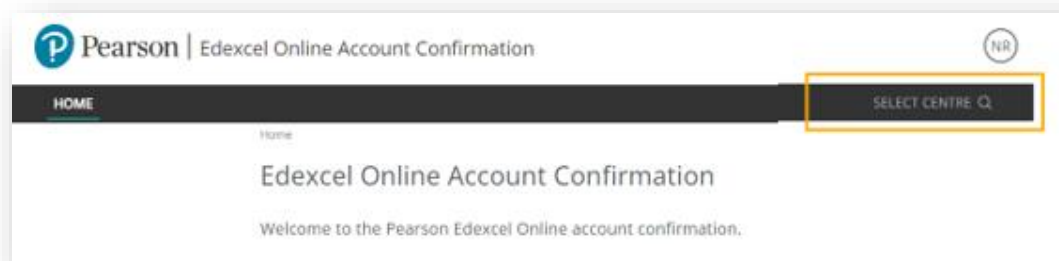 Pearson | Edexcel Online Account Confirmation
NR
HOME
SELECT CENTRE
Home
Edexcel Online Account Confirmation
Welcome to the Pearson Edexcel Online account confirmation.